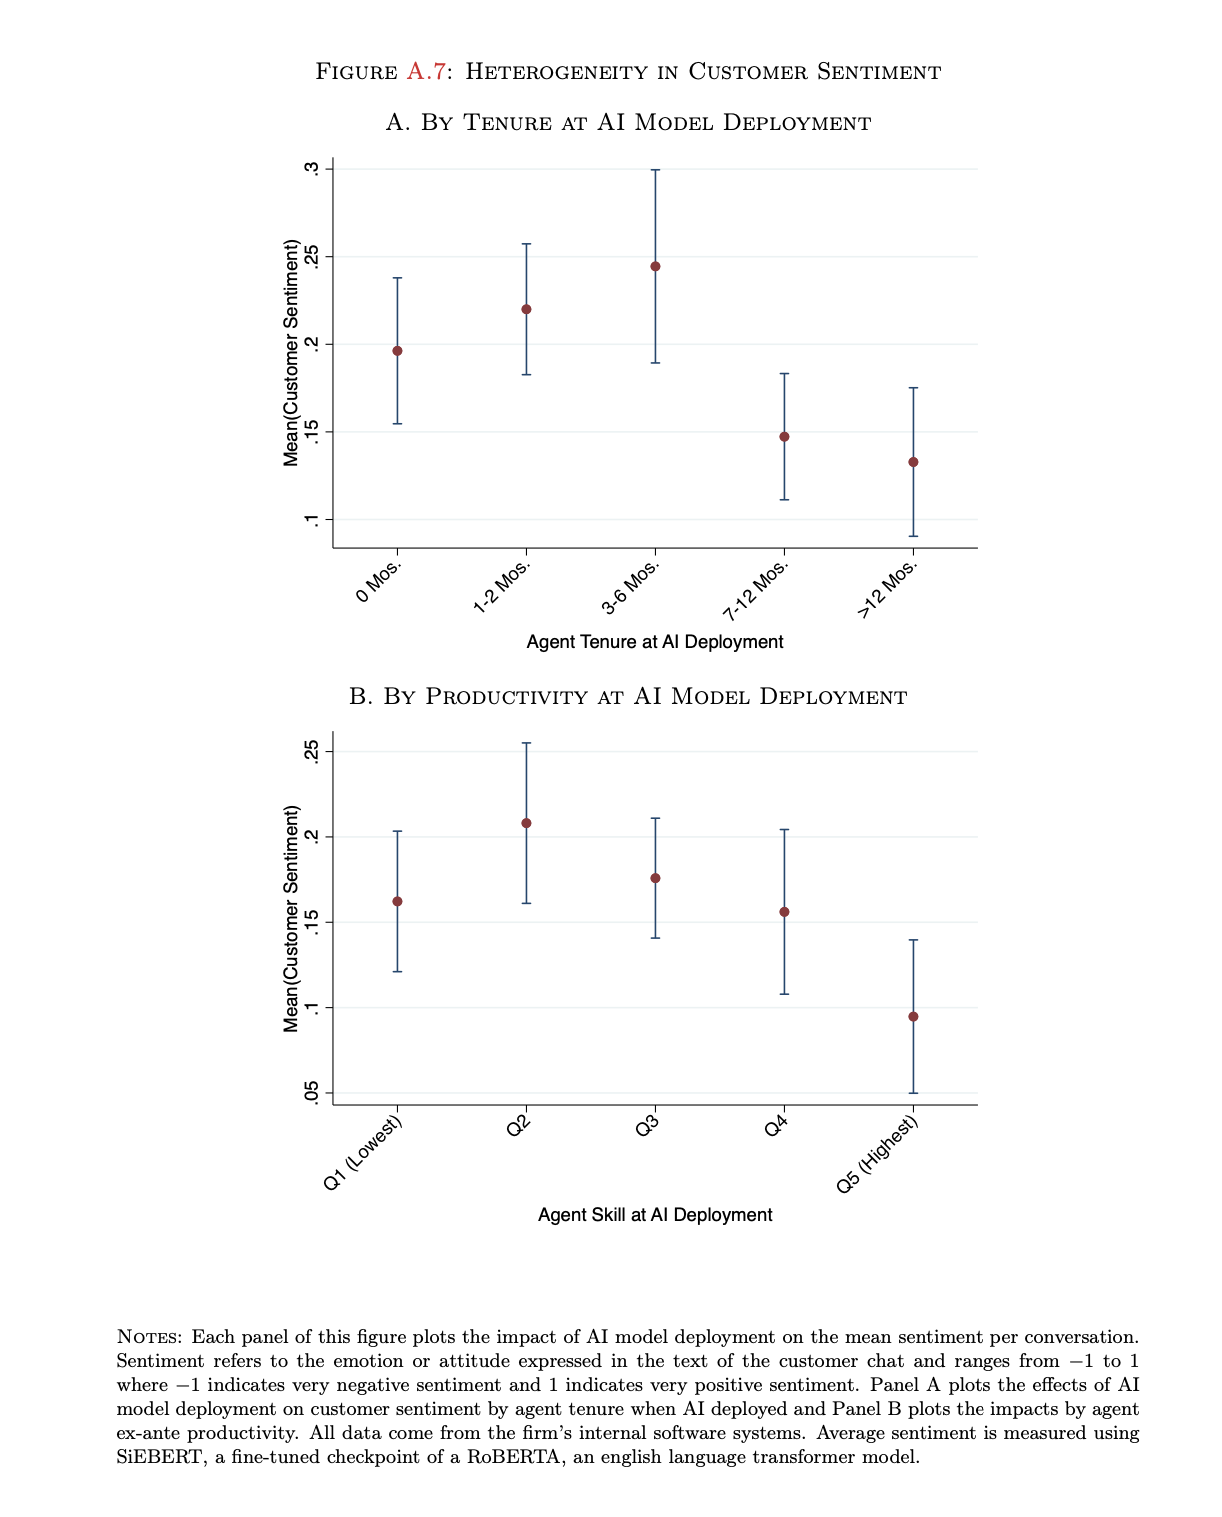 FIGURE A.7: HETEROGENEITY IN CUSTOMER SENTIMENT
A. BY TENURE AT AI MODEL DEPLOYMENT
Mean(Customer Sentiment)
.3
.25
.2
.15
.1
0 Mos.
1-2 Mos.
3-6 Mos.
7-12 Mos.
>12 Mos.
Agent Tenure at AI Deployment
B. BY PRODUCTIVITY AT AI MODEL DEPLOYMENT
Mean(Customer Sentiment)
.25
.2
.15
.1
.05
Q1 (Lowest)
Q2
Q3
Q4
Q5 (Highest)
Agent Skill at AI Deployment
NOTES: Each panel of this figure plots the impact of AI model deployment on the mean sentiment per conversation.
Sentiment refers to the emotion or attitude expressed in the text of the customer chat and ranges from −1 to 1
where −1 indicates very negative sentiment and 1 indicates very positive sentiment. Panel A plots the effects of AI
model deployment on customer sentiment by agent tenure when AI deployed and Panel B plots the impacts by agent
ex-ante productivity. All data come from the firm's internal software systems. Average sentiment is measured using
SiEBERT, a fine-tuned checkpoint of a RoBERTA, an english language transformer model.